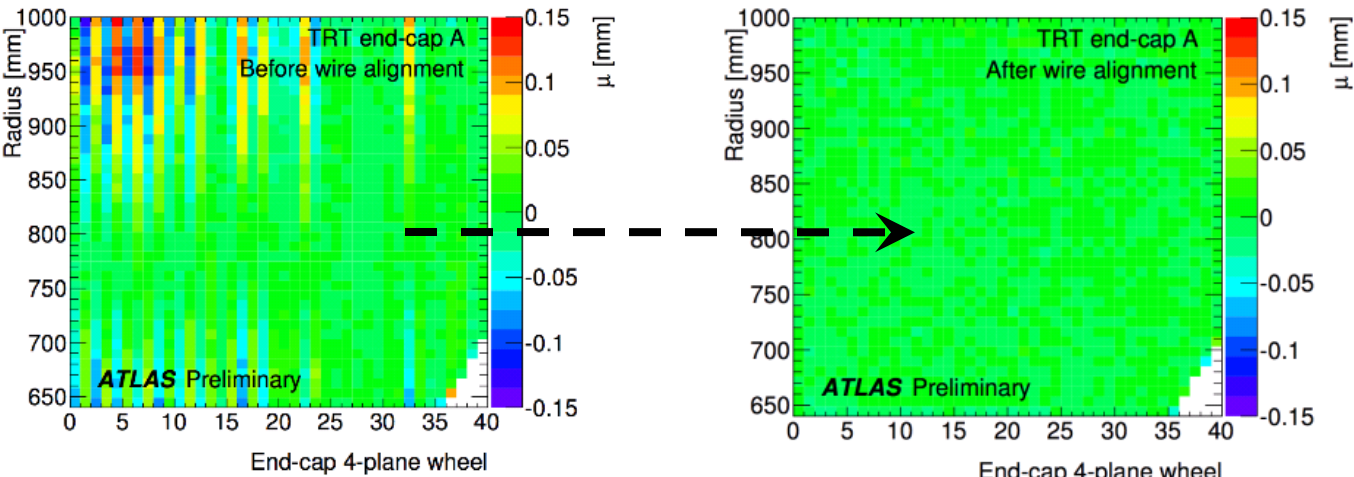 1000
950
900
850
800
750
700
650
Radius [mm]
TRT end-cap A
Before wire alignment
ATLAS Preliminary
0 5 10 15 20 25 30 35 40
End-cap 4-plane wheel
0.15
0.1
0.05
0
-0.05
-0.1
-0.15
μ [mm]
1000
950
900
850
800
750
700
650
Radius [mm]
TRT end-cap A
After wire alignment
ATLAS Preliminary
0 5 10 15 20 25 30 35 40
End-cap 4-plane wheel
0.15
0.1
0.05
0
-0.05
-0.1
-0.15
μ [mm]